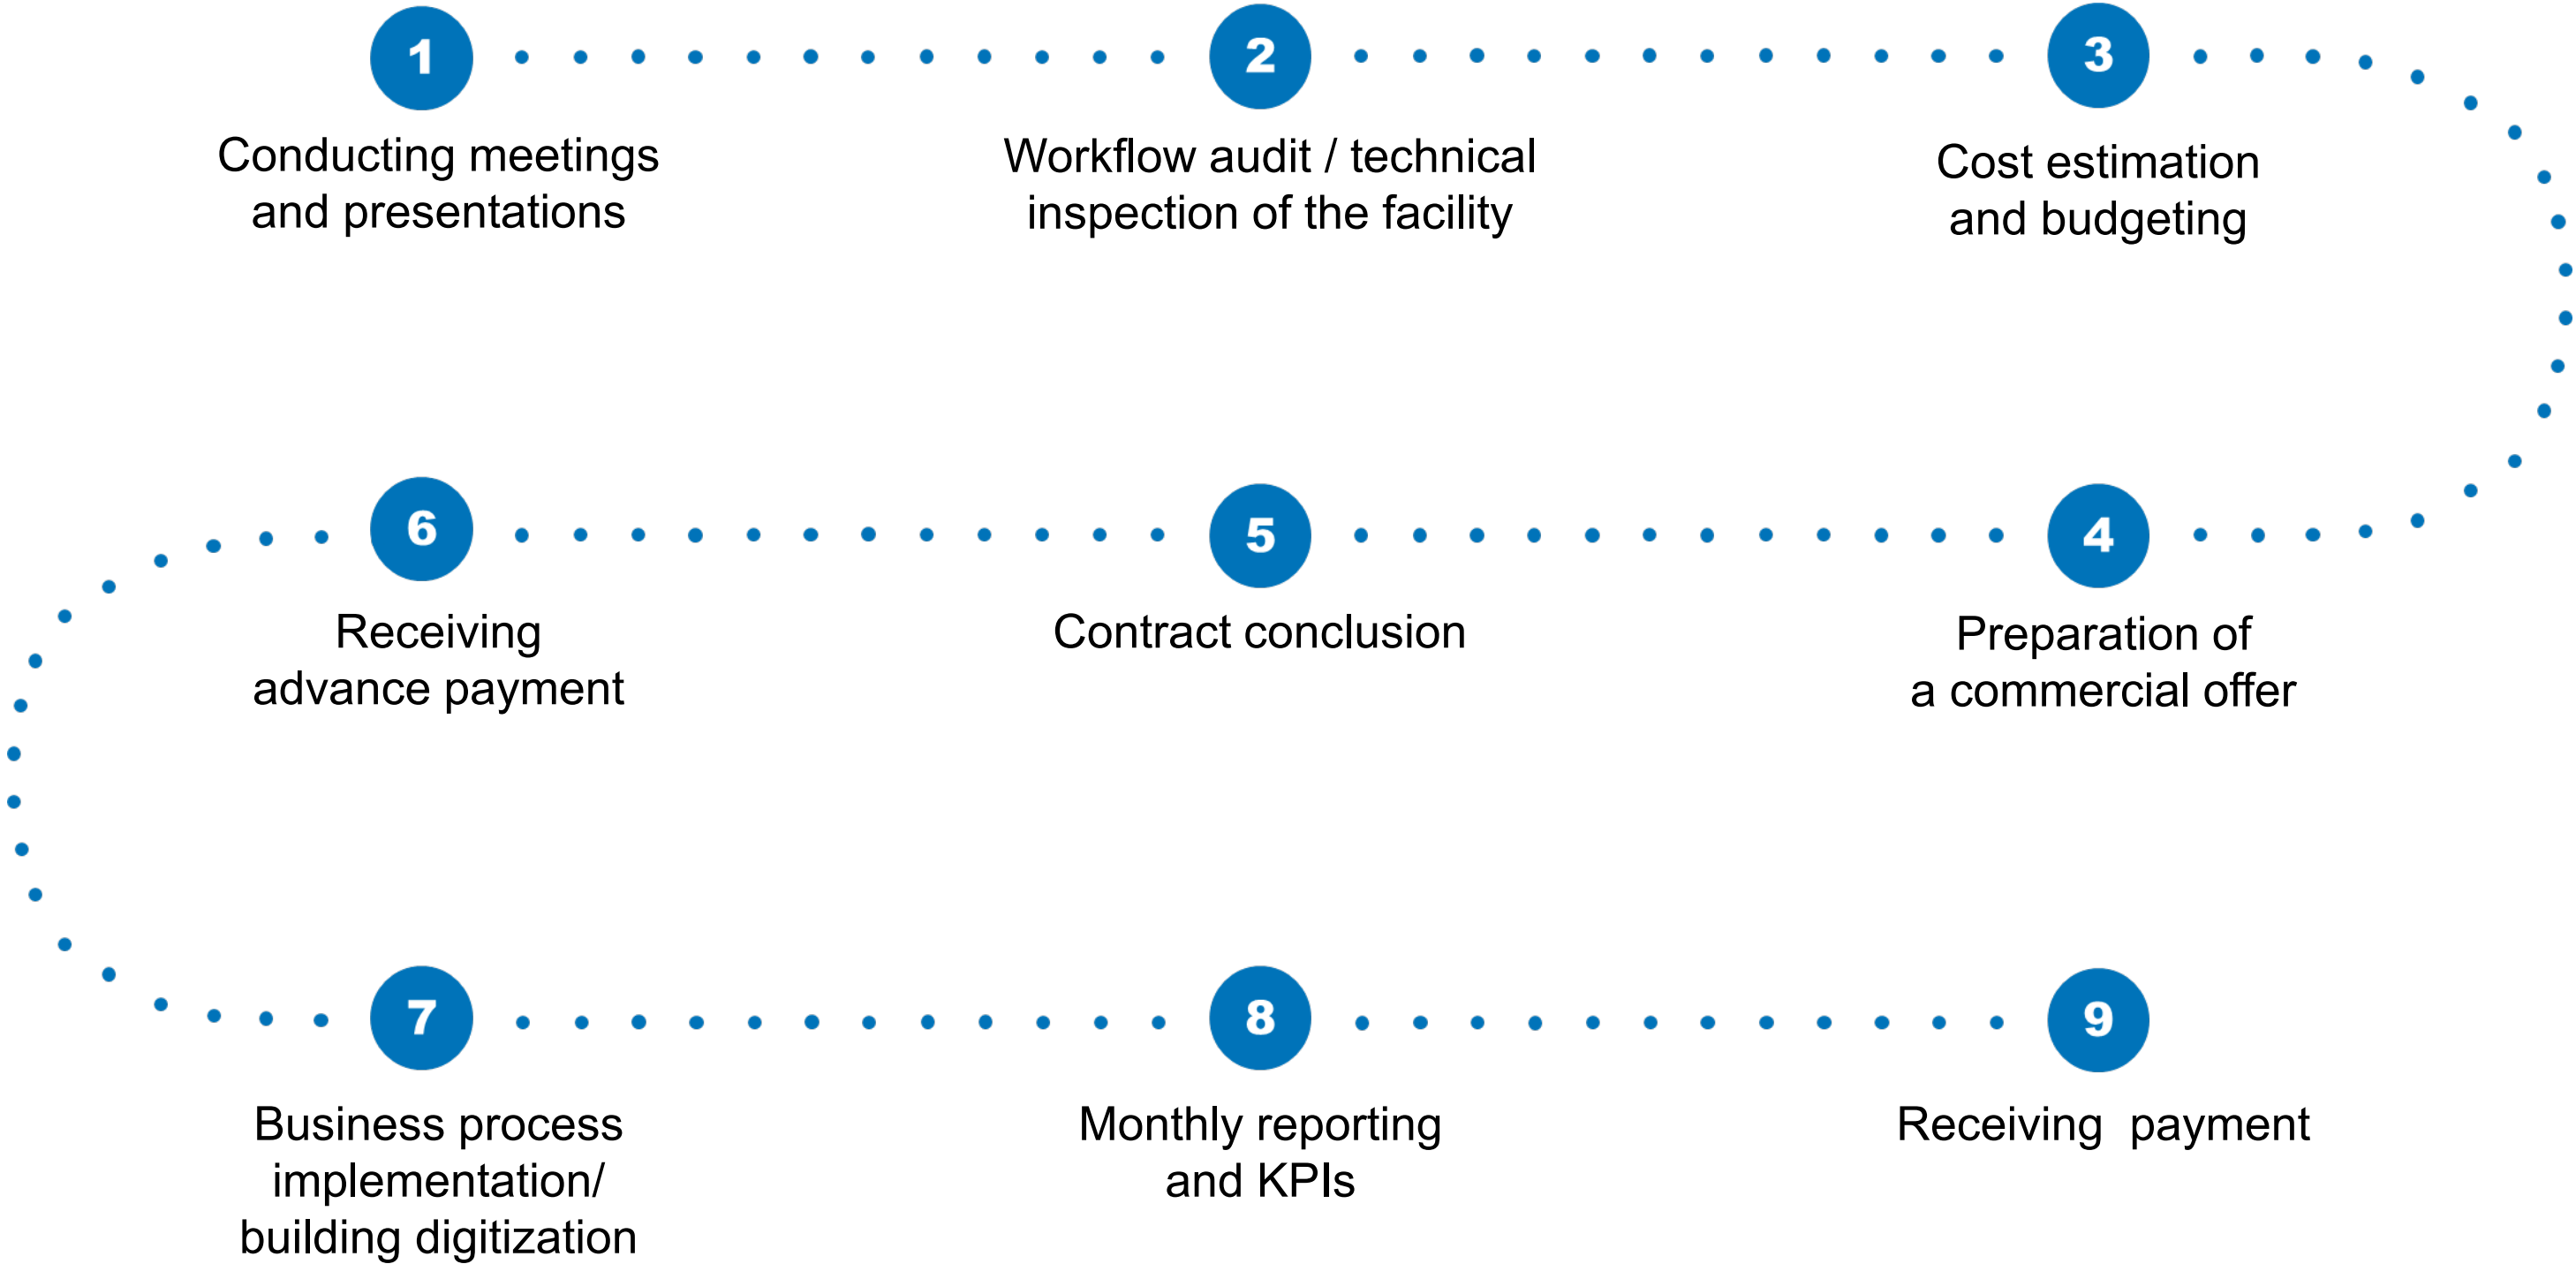 1
Conducting meetings
and presentations
2
Workflow audit / technical
inspection of the facility
3
Cost estimation
and budgeting
4
Preparation of
a commercial offer
5
Contract conclusion
6
Receiving
advance payment
7
Business process
implementation/
building digitization
8
Monthly reporting
and KPIs
9
Receiving  payment